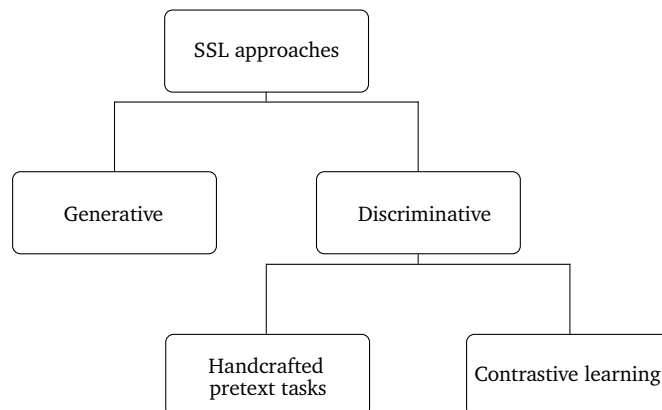 SSL approaches
Generative
Discriminative
Handcrafted
pretext tasks
Contrastive learning